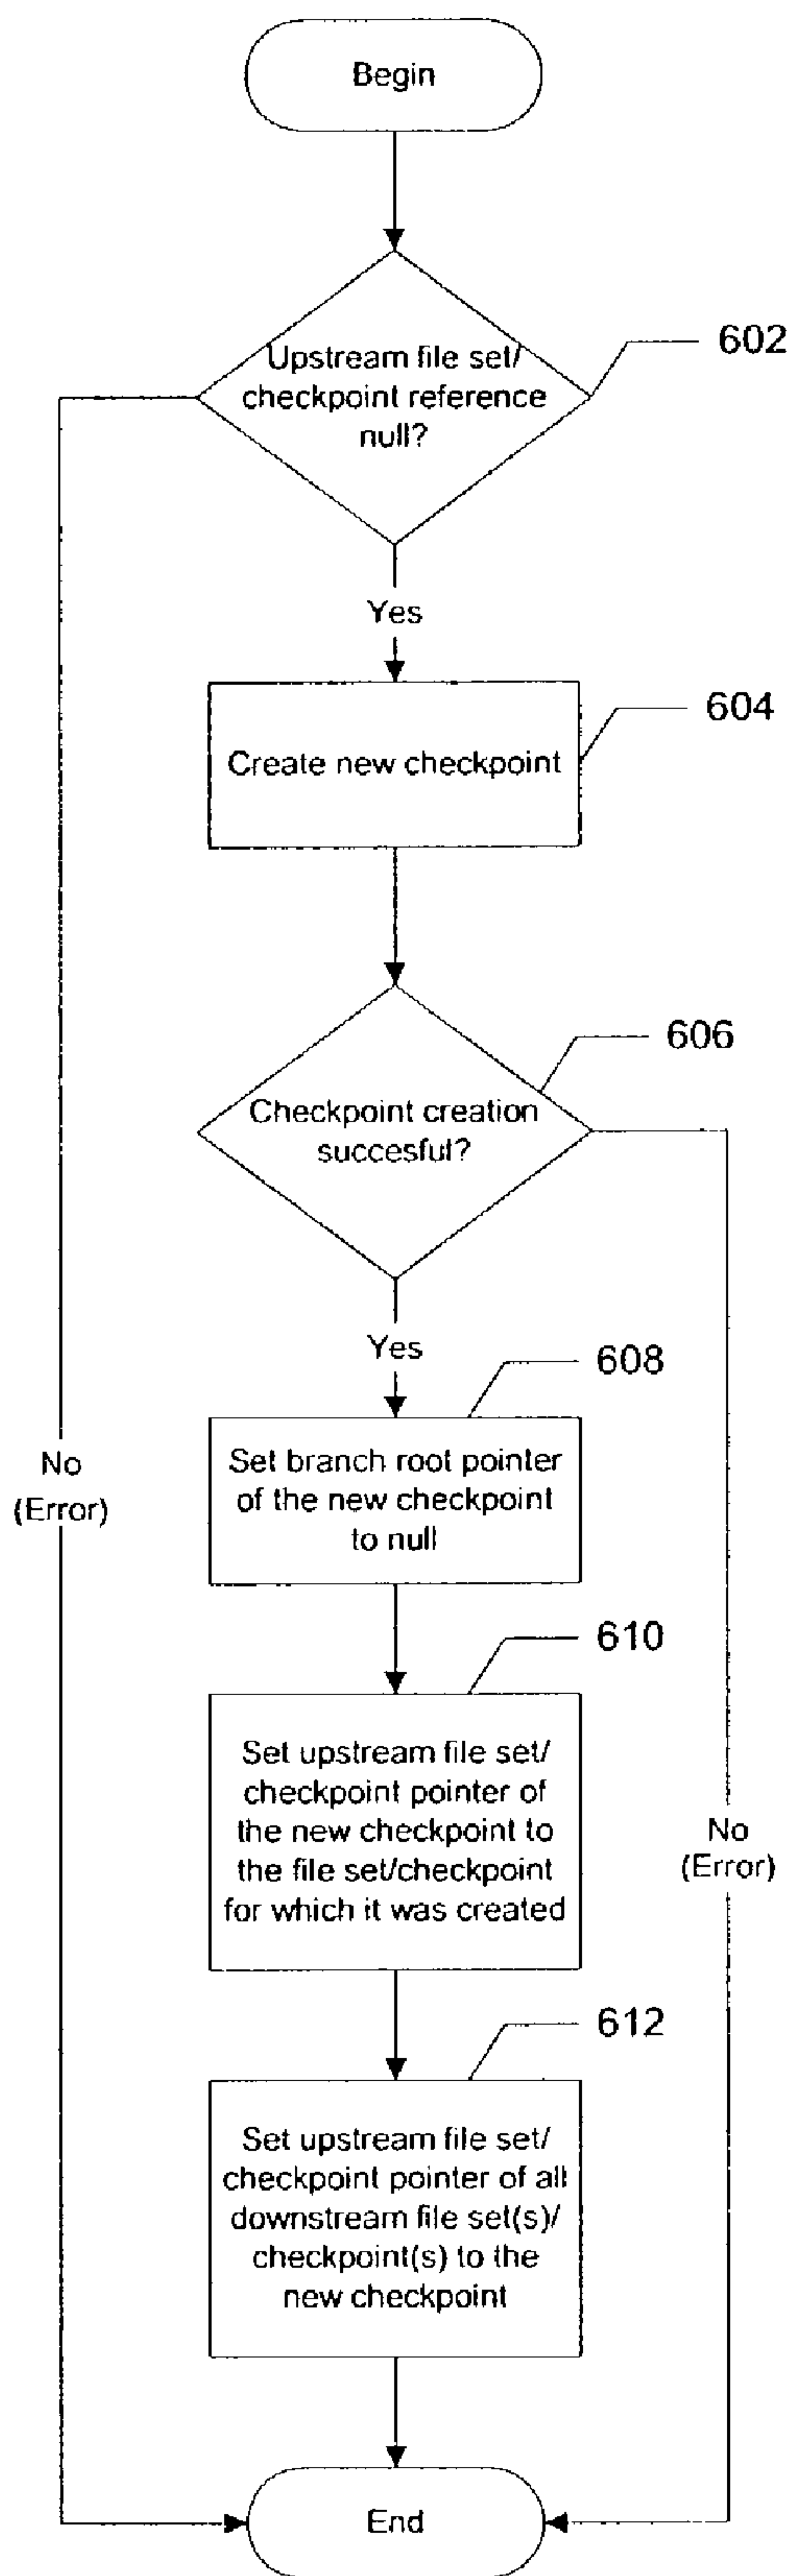 Begin
Upstream file set/
checkpoint reference
null?
602
Yes
Create new checkpoint
604
606
Checkpoint creation
succesful?
Yes
608
Set branch root pointer
of the new checkpoint
to null
No
(Error)
610
Set upstream file set/
checkpoint pointer of
the new checkpoint to
the file set/checkpoint
for which it was created
No
(Error)
612
Set upstream file set/
checkpoint pointer of all
downstream file set(s)/
checkpoint(s) to the
new checkpoint
End